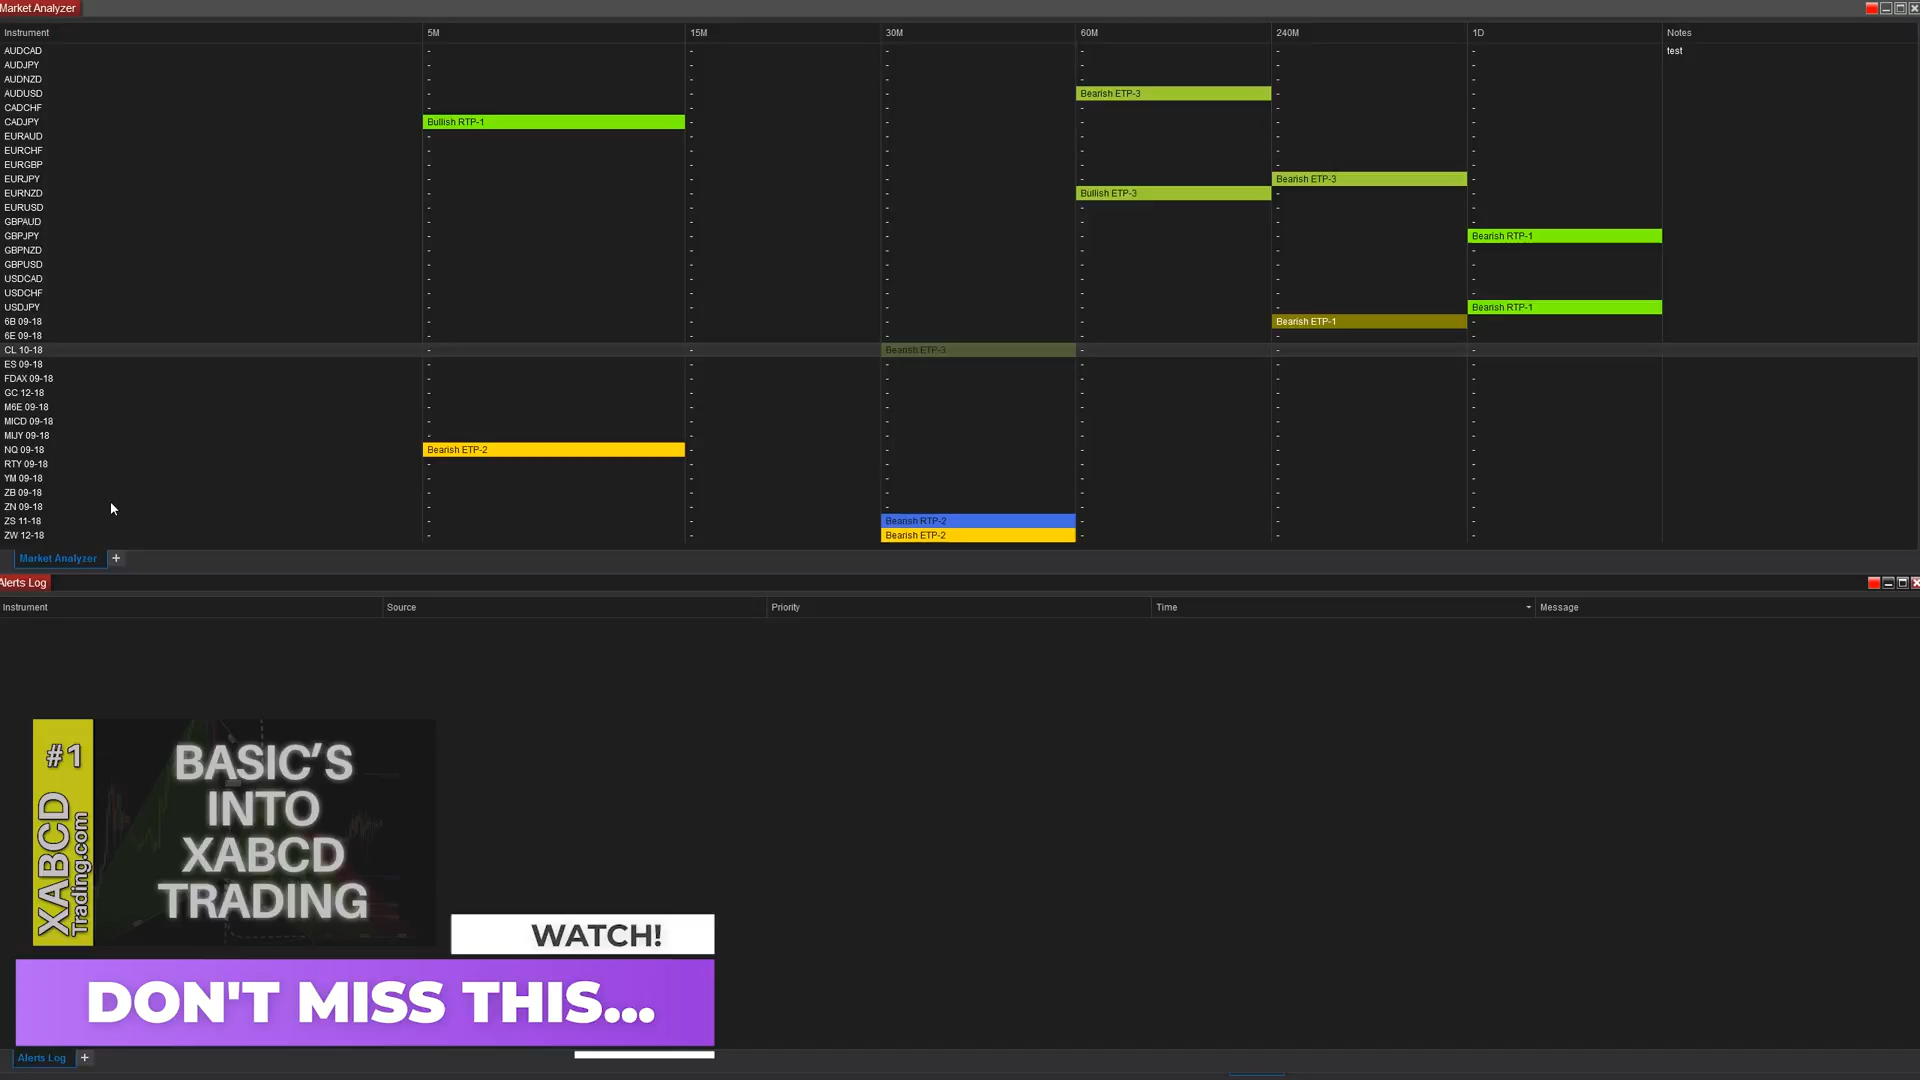 Market Analyzer
Instrument 5M 15M 30M 60M 240M 1D Notes
AUDCAD - - - - - - test
AUDJPY - - - - - -
AUDNZD - - - - - -
AUDUSD - - - Bearish ETP-3 - -
CADCHF - - - - - -
CADJPY Bullish RTP-1 - - - - -
EURAUD - - - - - -
EURCHF - - - - - -
EURGBP - - - - - -
EURJPY - - - - Bearish ETP-3 -
EURNZD - - - Bullish ETP-3 - -
EURUSD - - - - - -
GBPAUD - - - - - -
GBPJPY - - - - - Bearish RTP-1
GBPNZD - - - - - -
GBPUSD - - - - - -
USDCAD - - - - - -
USDCHF - - - - - -
USDJPY - - - - - Bearish RTP-1
6B 09-18 - - - - Bearish ETP-1 -
6E 09-18 - - - - - -
CL 10-18 - - Bearish ETP-3 - - -
ES 09-18 - - - - - -
FDAX 09-18 - - - - - -
GC 12-18 - - - - - -
M6E 09-18 - - - - - -
MICD 09-18 - - - - - -
MIJY 09-18 - - - - - -
NQ 09-18 Bearish ETP-2 - - - - -
RTY 09-18 - - - - - -
YM 09-18 - - - - - -
ZB 09-18 - - - - - -
ZN 09-18 - - - - - -
ZS 11-18 - - Bearish RTP-2 - - -
ZW 12-18 - - Bearish ETP-2 - - -
Market Analyzer +
Alerts Log
Instrument Source Priority Time Message
#1
XABCD
Trading.com
BASIC'S
INTO
XABCD
TRADING
WATCH!
DON'T MISS THIS...
Alerts Log +